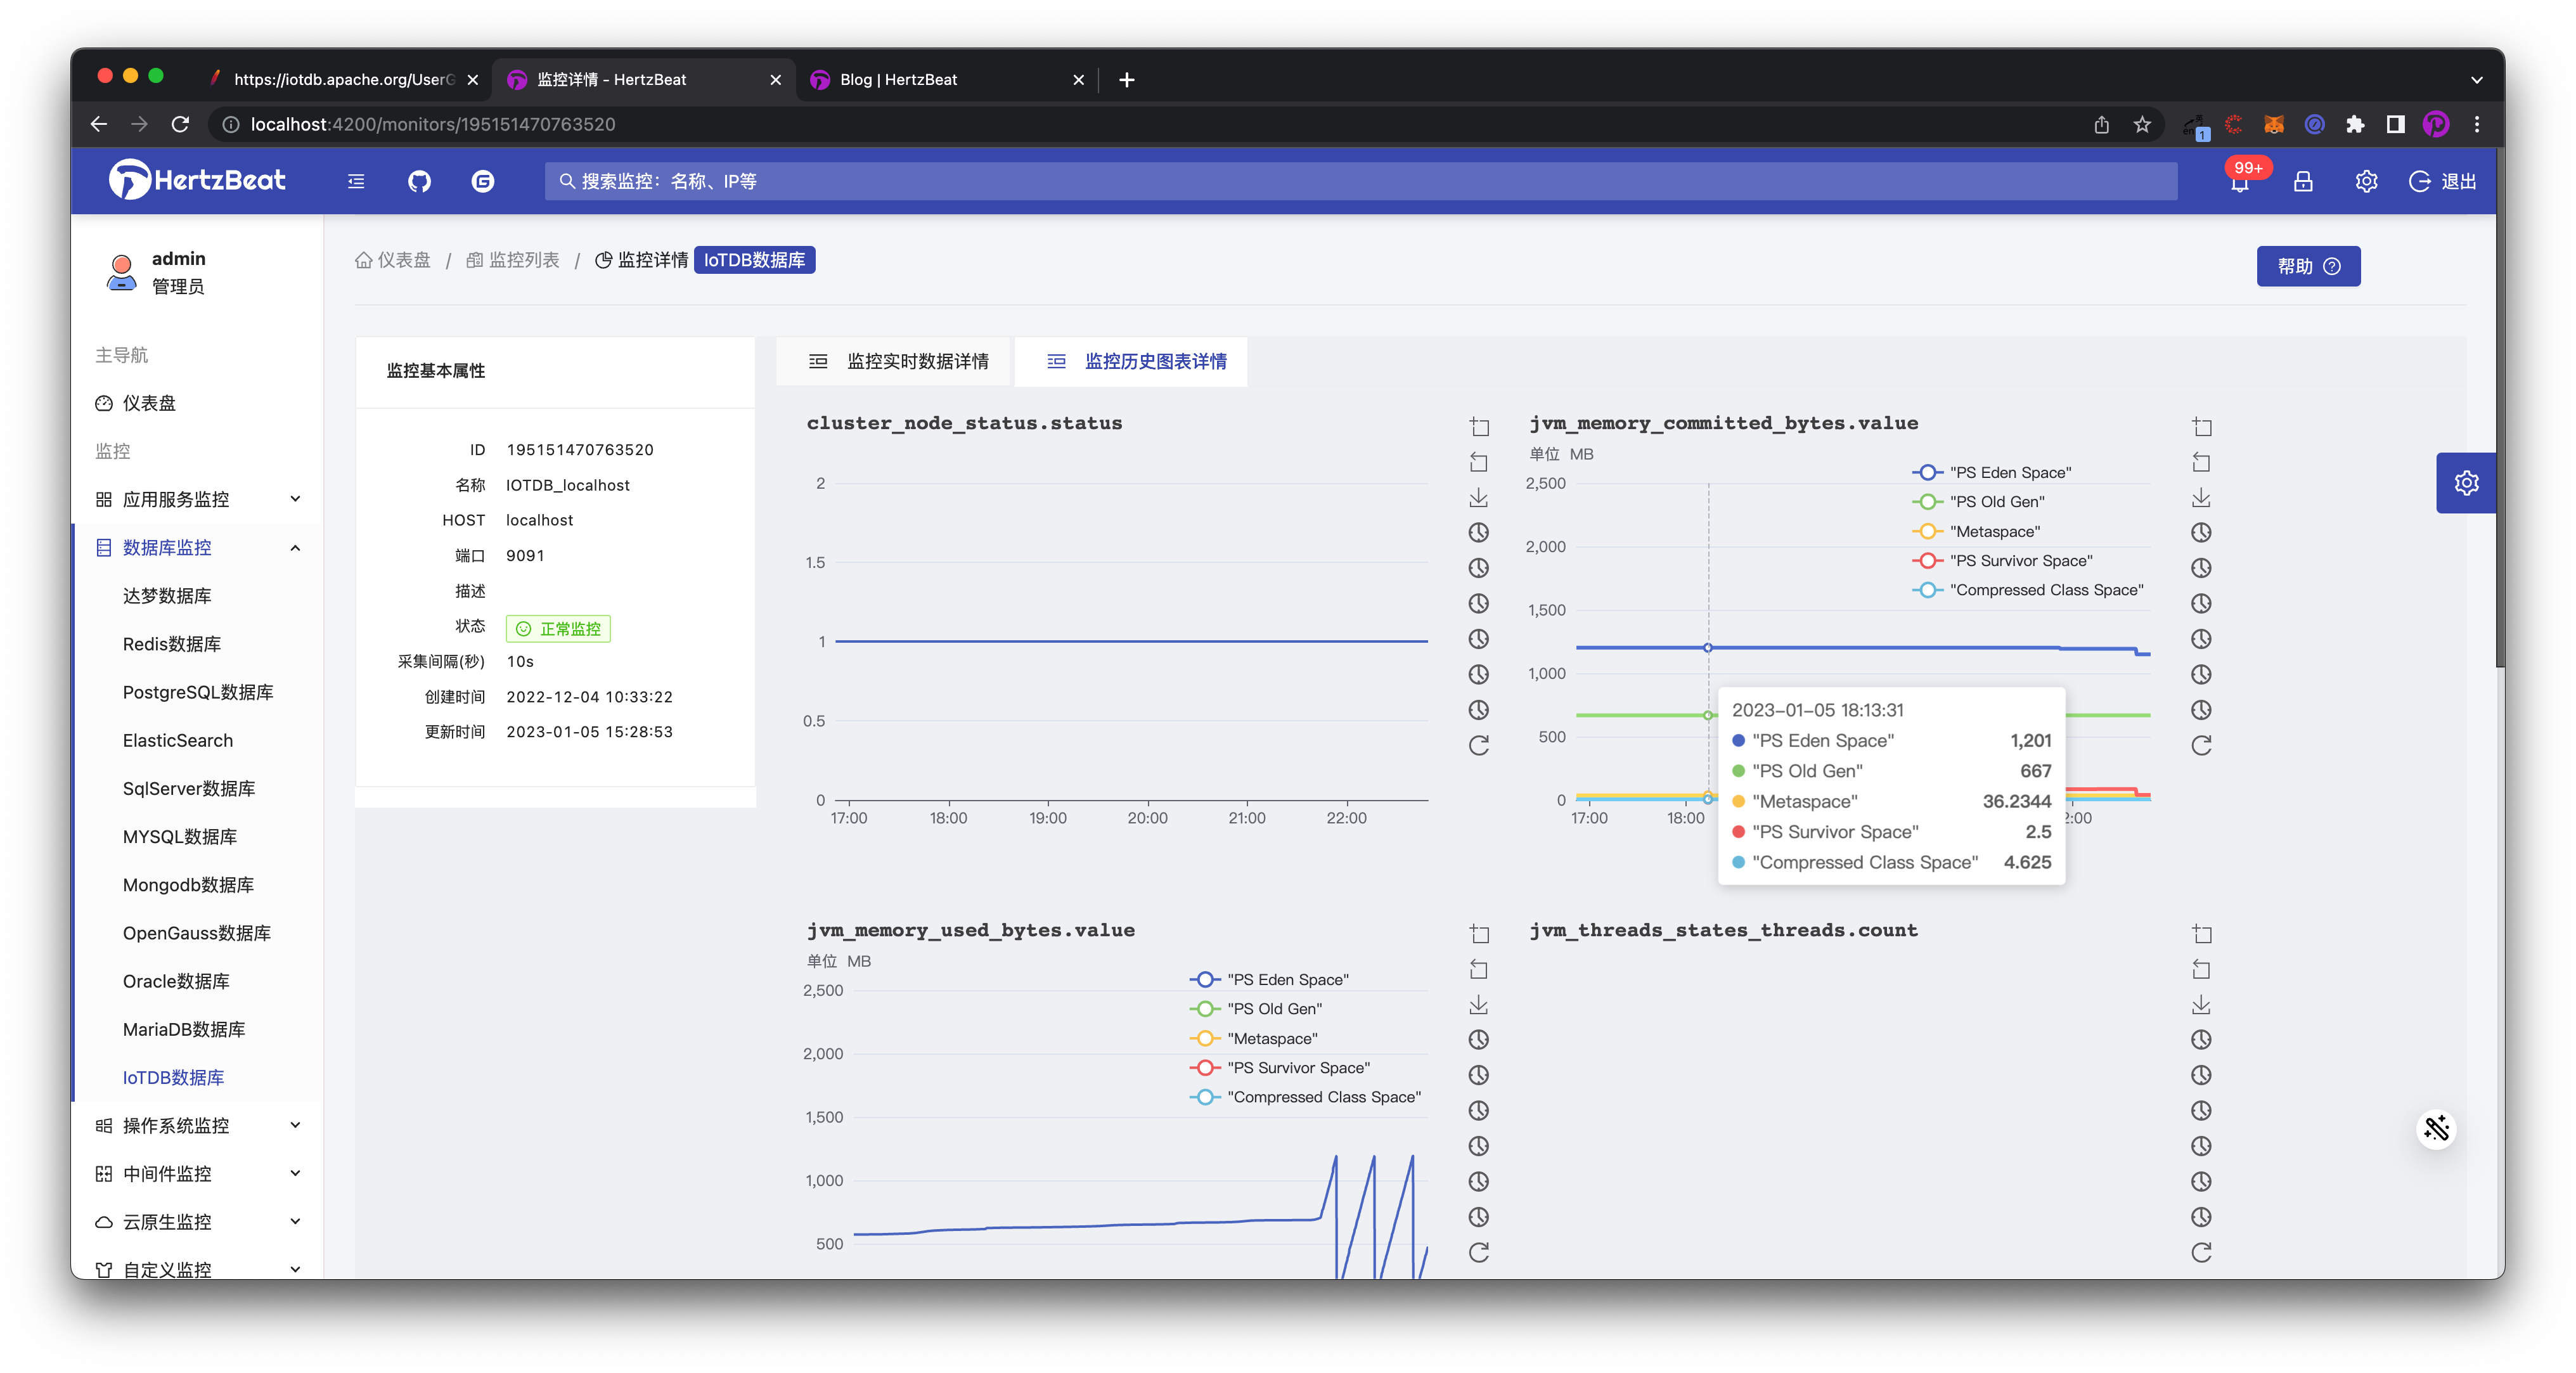 https://iotdb.apache.org/UserG
监控详情 - HertzBeat
Blog | HertzBeat
localhost:4200/monitors/195151470763520
1
HertzBeat
搜索监控：名称、IP等
99+
退出
admin
管理员
主导航
仪表盘
监控
应用服务监控
数据库监控
达梦数据库
Redis数据库
PostgreSQL数据库
ElasticSearch
SqlServer数据库
MYSQL数据库
Mongodb数据库
OpenGauss数据库
Oracle数据库
MariaDB数据库
IoTDB数据库
操作系统监控
中间件监控
云原生监控
自定义监控
仪表盘 / 监控列表 / 监控详情 IoTDB数据库
帮助
监控基本属性
ID 195151470763520
名称 IOTDB_localhost
HOST localhost
端口 9091
描述
状态 正常监控
采集间隔(秒) 10s
创建时间 2022-12-04 10:33:22
更新时间 2023-01-05 15:28:53
监控实时数据详情
监控历史图表详情
cluster_node_status.status
2
1.5
1
0.5
0
17:00 18:00 19:00 20:00 21:00 22:00
jvm_memory_committed_bytes.value
单位 MB
"PS Eden Space"
"PS Old Gen"
"Metaspace"
"PS Survivor Space"
"Compressed Class Space"
2,500
2,000
1,500
1,000
500
0
17:00 18:00 2:00
2023-01-05 18:13:31
"PS Eden Space" 1,201
"PS Old Gen" 667
"Metaspace" 36.2344
"PS Survivor Space" 2.5
"Compressed Class Space" 4.625
jvm_memory_used_bytes.value
单位 MB
"PS Eden Space"
"PS Old Gen"
"Metaspace"
"PS Survivor Space"
"Compressed Class Space"
2,500
2,000
1,500
1,000
500
jvm_threads_states_threads.count